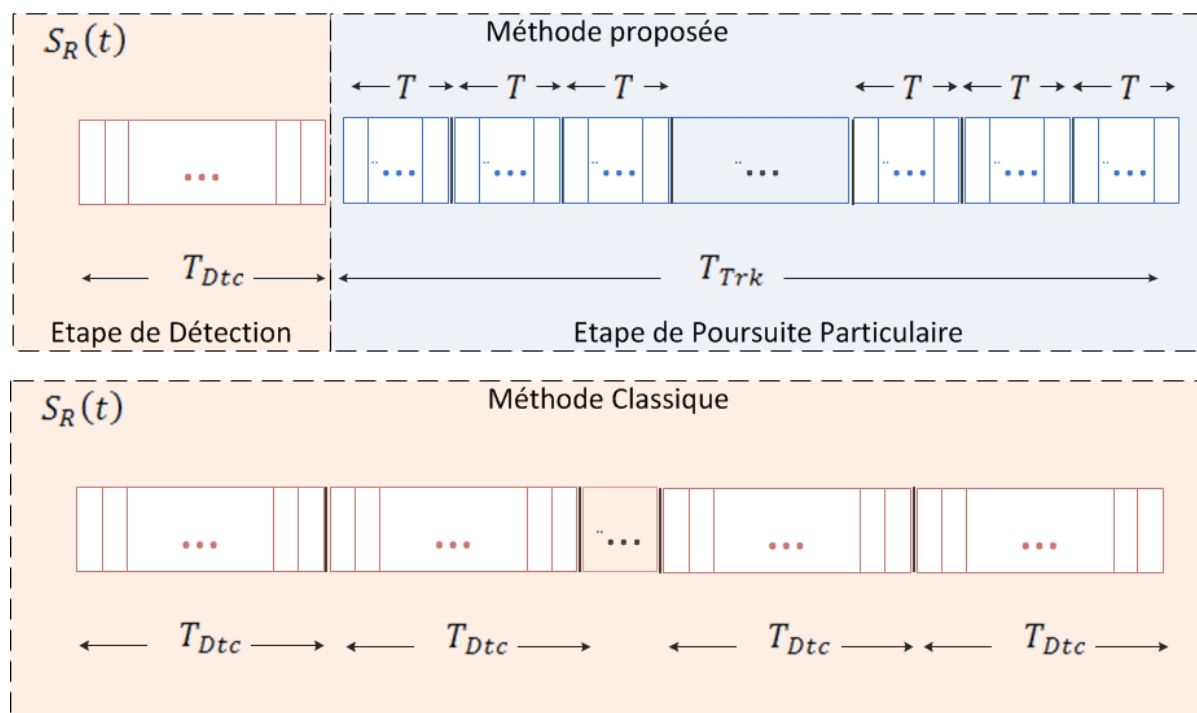 S_R(t)
Méthode proposée
T T T T T T
... ... ... ... ... ... ... ...
T_Dtc T_Trk
Etape de Détection
Etape de Poursuite Particulaire
S_R(t)
Méthode Classique
... ... ... ... ...
T_Dtc T_Dtc T_Dtc T_Dtc